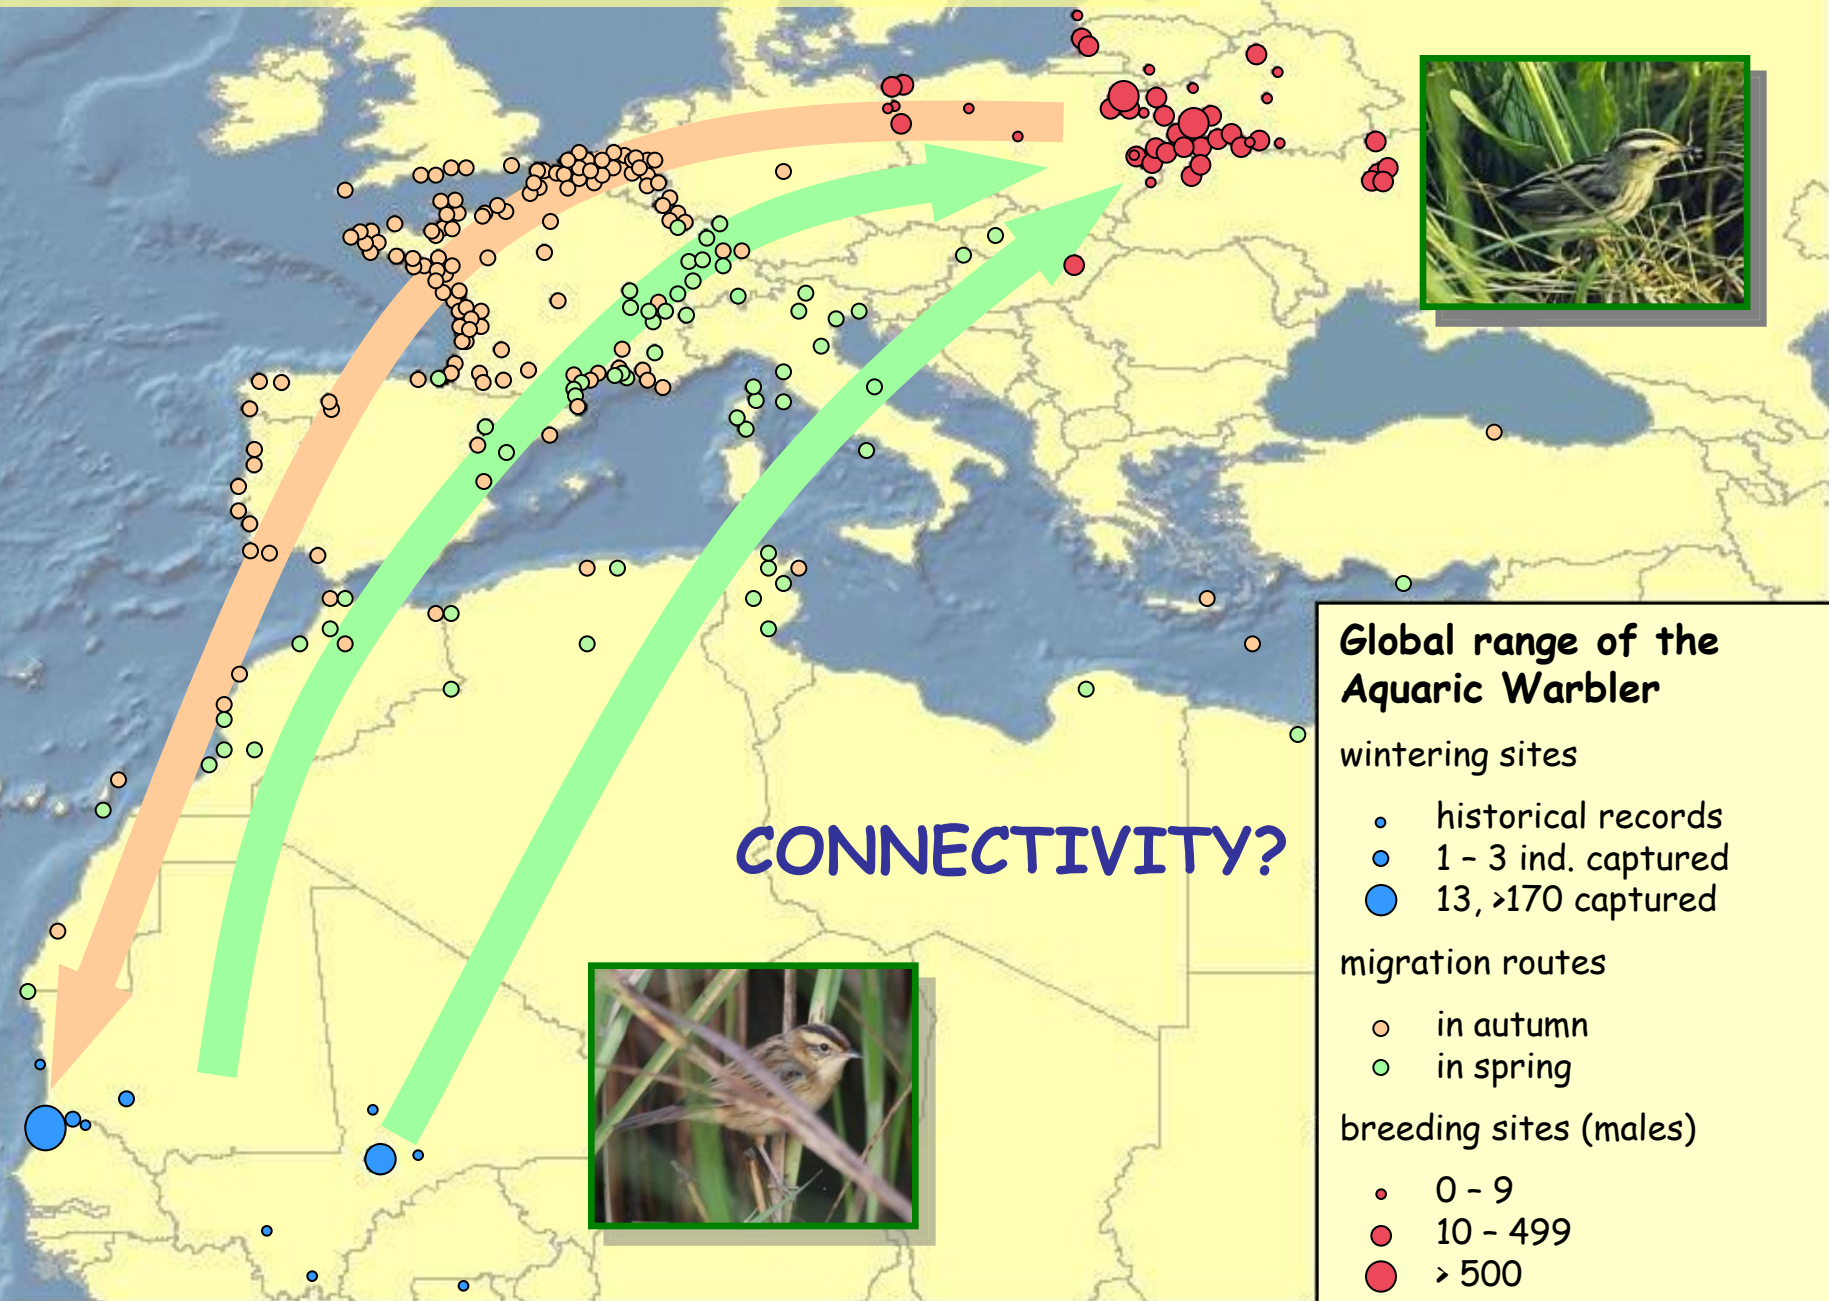 CONNECTIVITY?
Global range of the
Aquaric Warbler
wintering sites
historical records
1 – 3 ind. captured
13, >170 captured
migration routes
in autumn
in spring
breeding sites (males)
0 – 9
10 – 499
> 500